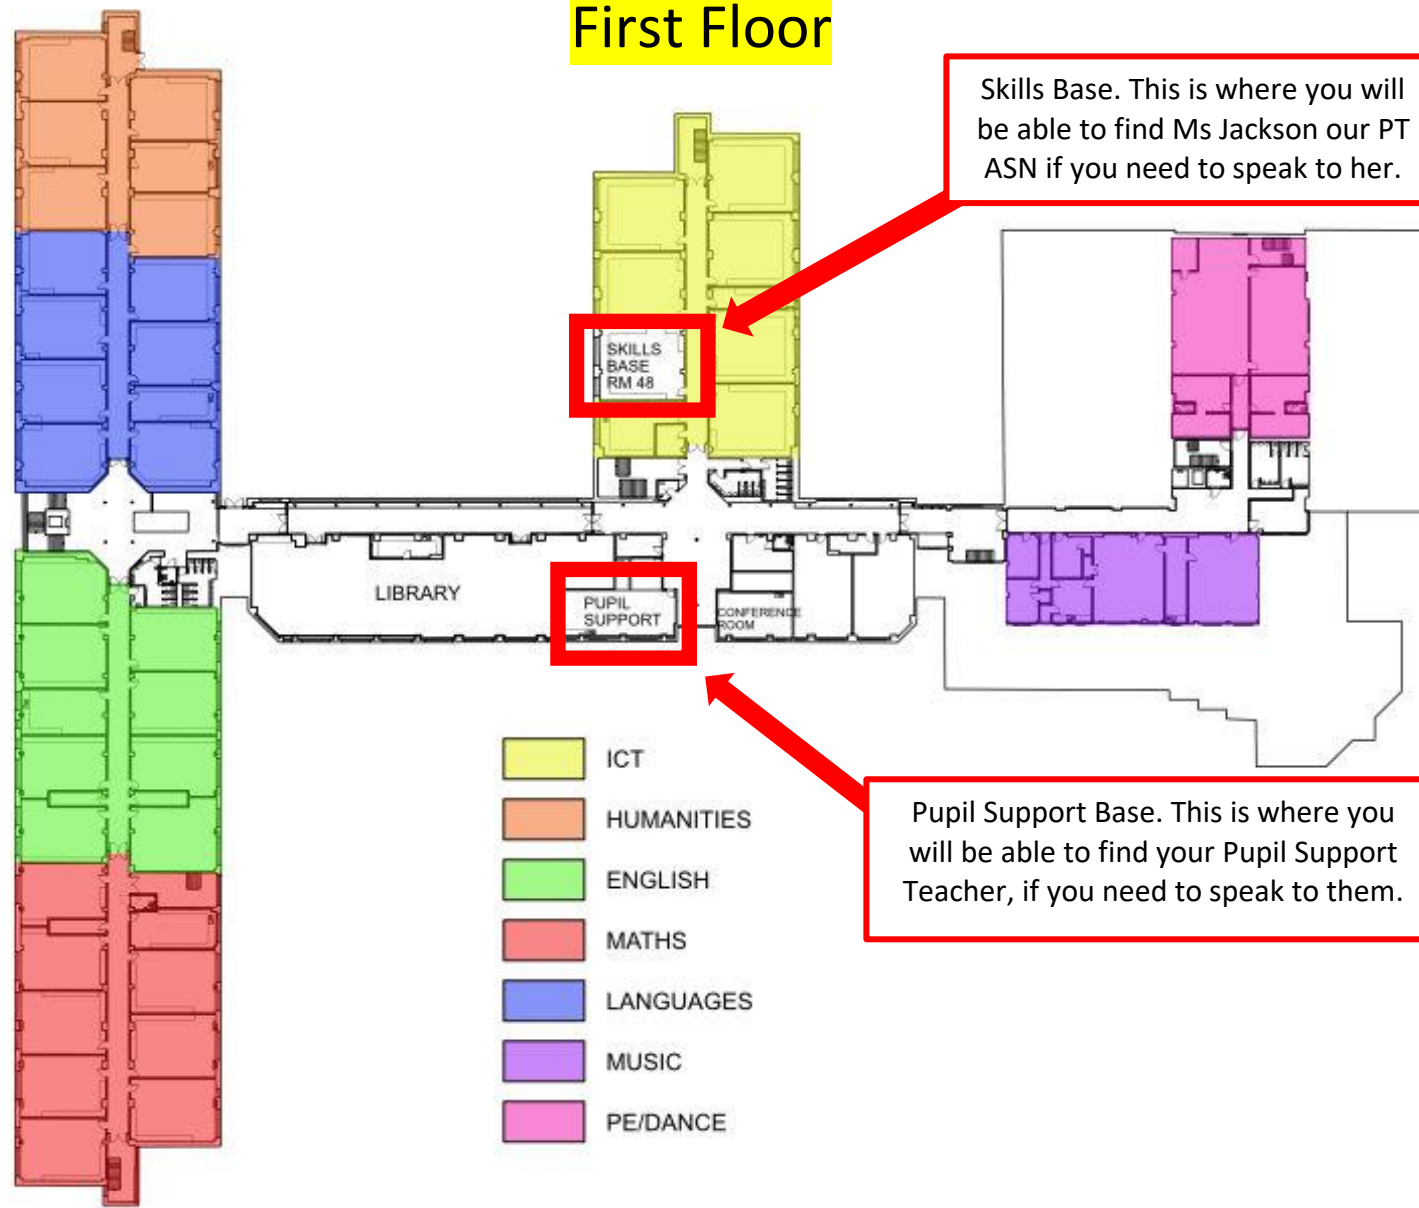 First Floor
Skills Base. This is where you will
be able to find Ms Jackson our PT
ASN if you need to speak to her.
SKILLS
BASE
RM 48
LIBRARY
PUPIL
SUPPORT
CONFERENCE
ROOM
ICT
HUMANITIES
ENGLISH
MATHS
LANGUAGES
MUSIC
PE/DANCE
Pupil Support Base. This is where you
will be able to find your Pupil Support
Teacher, if you need to speak to them.